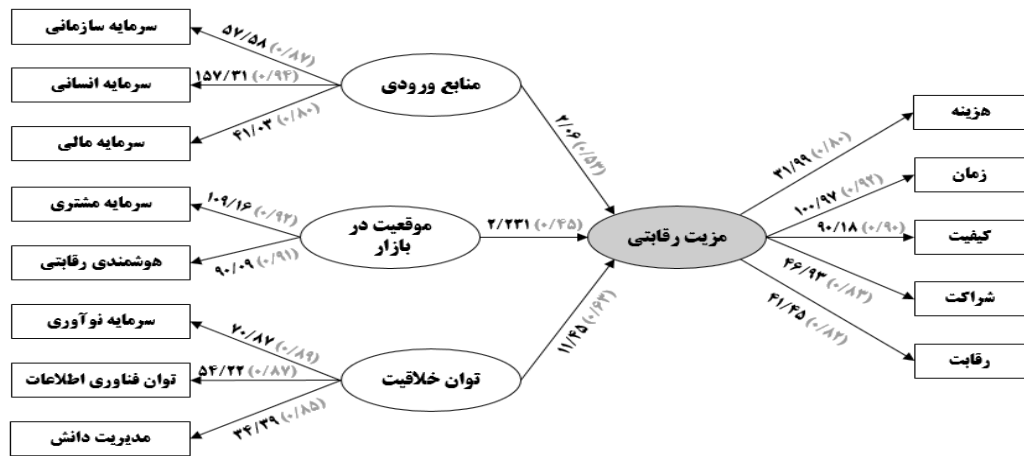 سرمایه سازمانی
۵۷/۵۸ (۰/۸۷)
سرمایه انسانی
۱۵۷/۳۱ (۰/۹۴)
منابع ورودی
سرمایه مالی
۴۱/۰۳ (۰/۸۰)
۲/۰۶ (۰/۵۳)
سرمایه مشتری
۱۰۹/۱۶ (۰/۹۲)
موقعیت در
بازار
۲/۲۳۱ (۰/۴۵)
هوشمندی رقابتی
۹۰/۰۹ (۰/۹۱)
سرمایه نوآوری
۷۰/۸۷ (۰/۸۹)
توان فناوری اطلاعات
۵۴/۲۲ (۰/۸۷)
توان خلاقیت
۱۱/۴۵ (۰/۶۳)
مدیریت دانش
۳۴/۳۹ (۰/۸۵)
مزیت رقابتی
۳۱/۹۹ (۰/۸۰)
هزینه
۱۰۰/۹۷ (۰/۹۲)
زمان
۹۰/۱۸ (۰/۹۰)
کیفیت
۴۶/۹۳ (۰/۸۳)
شراکت
۴۱/۴۵ (۰/۸۲)
رقابت